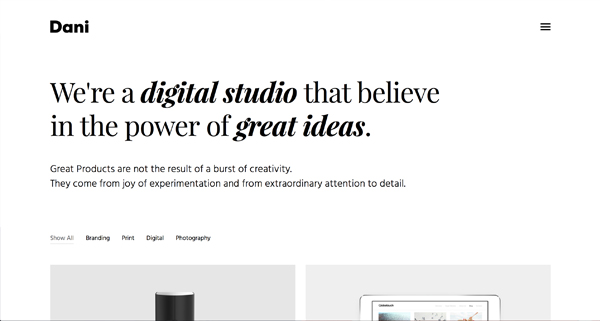 Dani
We're a digital studio that believe
in the power of great ideas.
Great Products are not the result of a burst of creativity.
They come from joy of experimentation and from extraordinary attention to detail.
Show All Branding Print Digital Photography